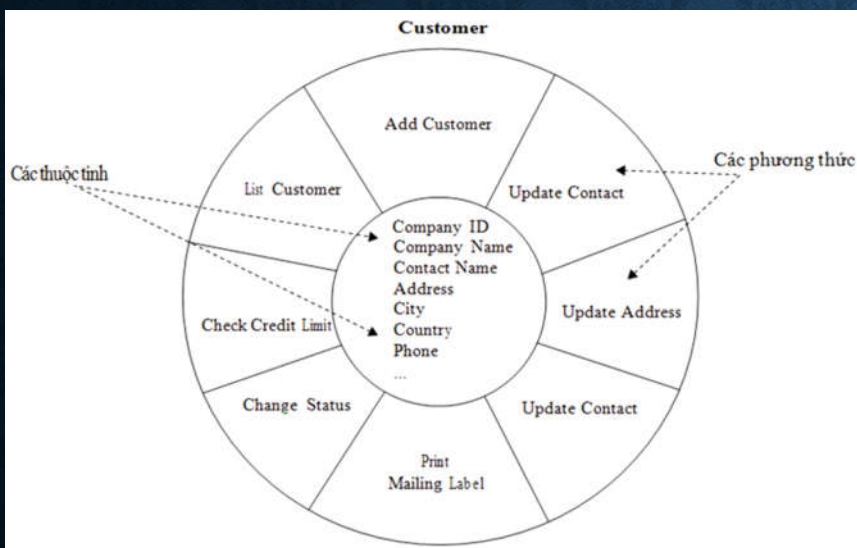 Customer
Add Customer
Các thuộc tính
Các phương thức
List Customer
Update Contact
Company ID
Company Name
Contact Name
Address
City
Country
Phone
...
Check Credit Limit
Update Address
Change Status
Update Contact
Print
Mailing Label